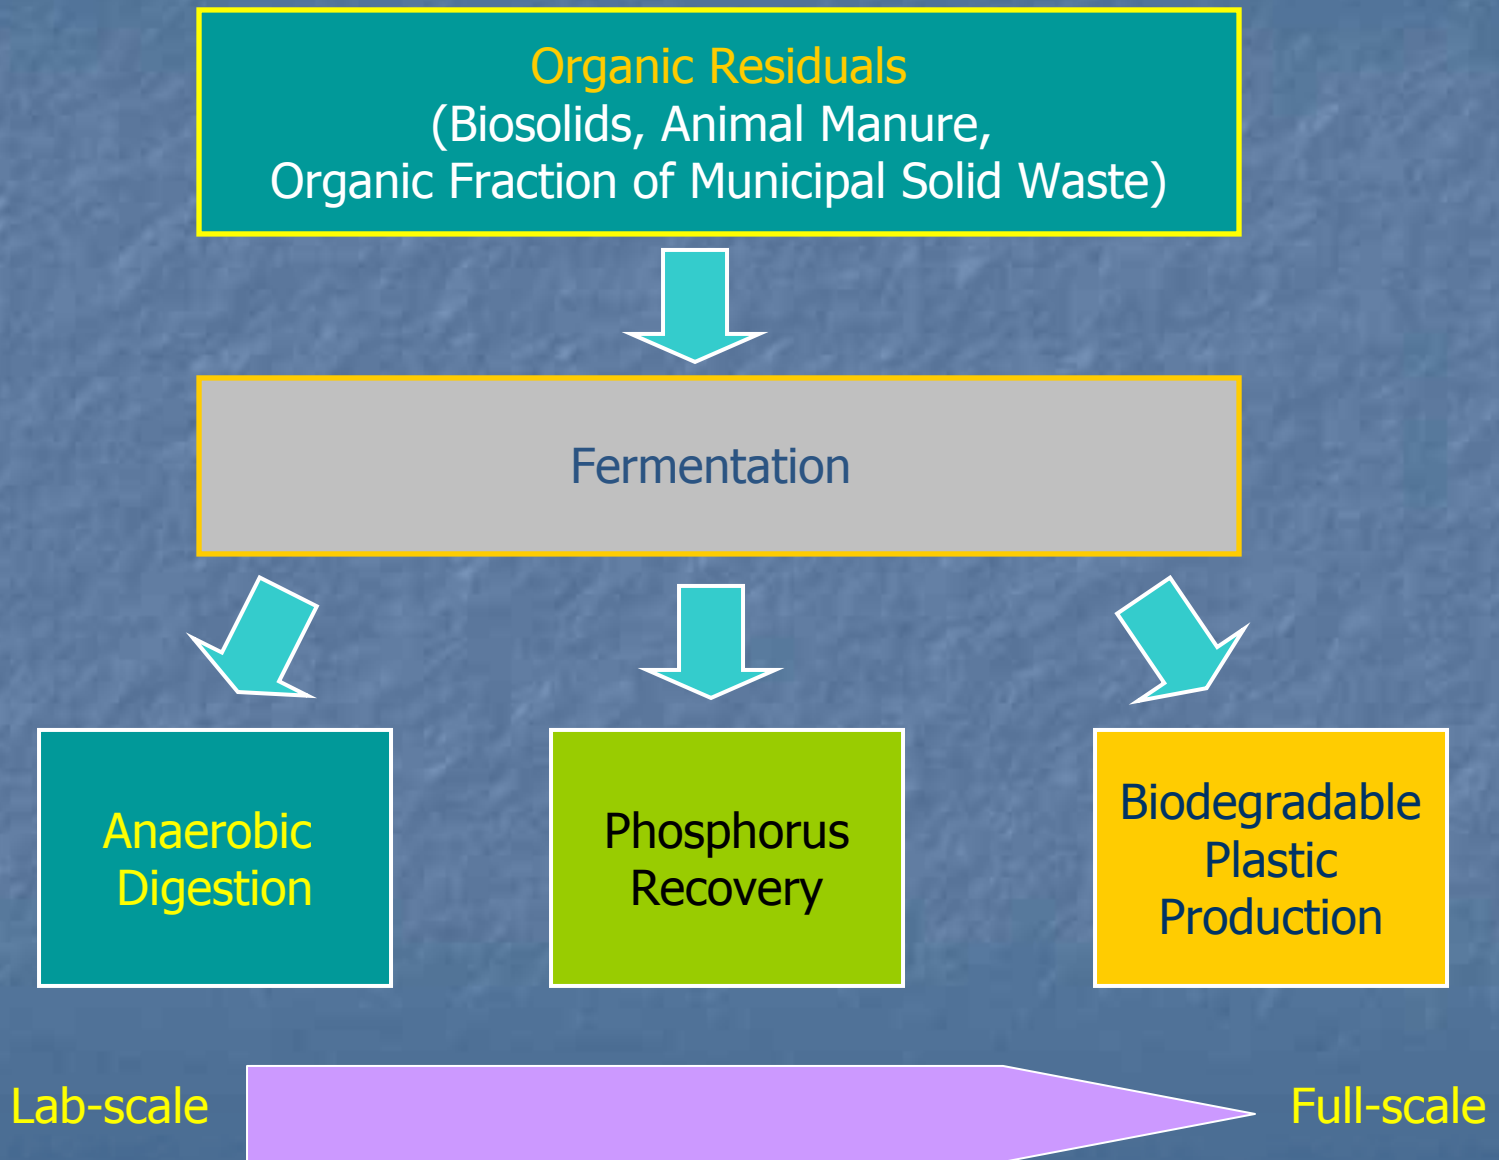 Organic Residuals
(Biosolids, Animal Manure,
Organic Fraction of Municipal Solid Waste)
Fermentation
Anaerobic
Digestion
Phosphorus
Recovery
Biodegradable
Plastic
Production
Lab-scale
Full-scale